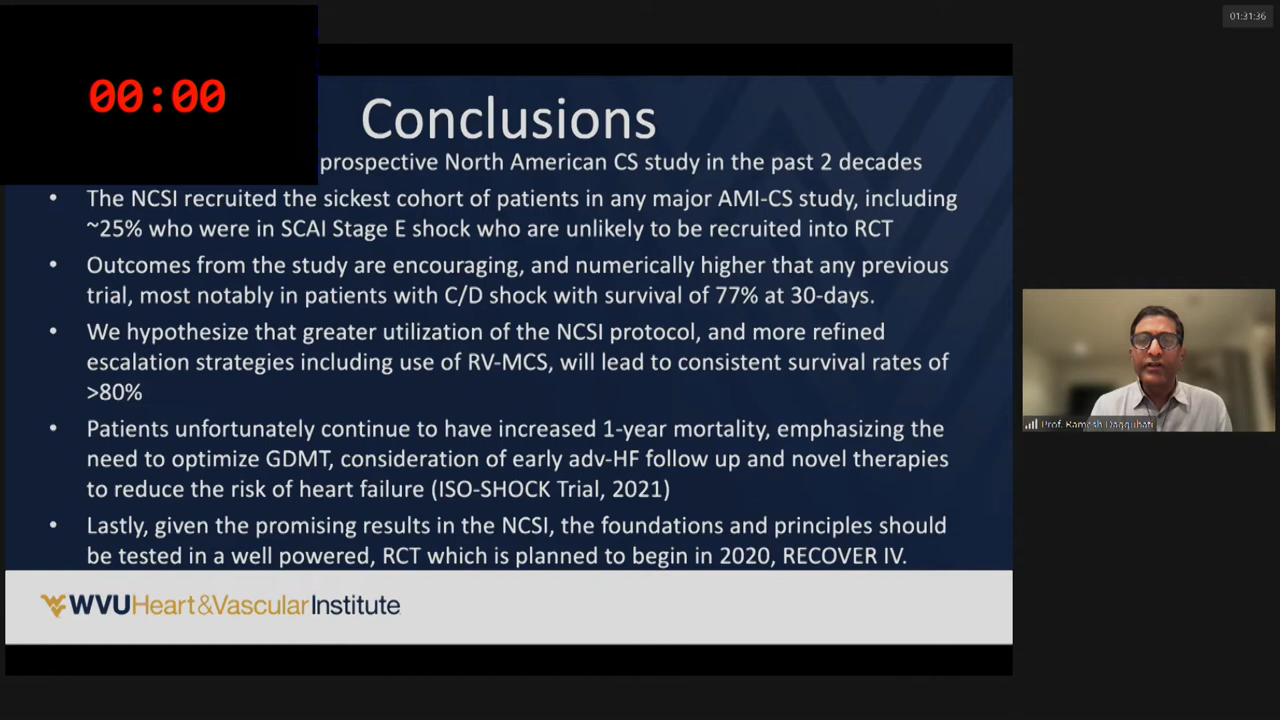 01:31:36
00:00
Conclusions
prospective North American CS study in the past 2 decades
• The NCSI recruited the sickest cohort of patients in any major AMI-CS study, including
~25% who were in SCAI Stage E shock who are unlikely to be recruited into RCT
• Outcomes from the study are encouraging, and numerically higher that any previous
trial, most notably in patients with C/D shock with survival of 77% at 30-days.
• We hypothesize that greater utilization of the NCSI protocol, and more refined
escalation strategies including use of RV-MCS, will lead to consistent survival rates of
>80%
• Patients unfortunately continue to have increased 1-year mortality, emphasizing the
need to optimize GDMT, consideration of early adv-HF follow up and novel therapies
to reduce the risk of heart failure (ISO-SHOCK Trial, 2021)
• Lastly, given the promising results in the NCSI, the foundations and principles should
be tested in a well powered, RCT which is planned to begin in 2020, RECOVER IV.
WVUHeart&VascularInstitute
Prof. Ramesh Daggubati